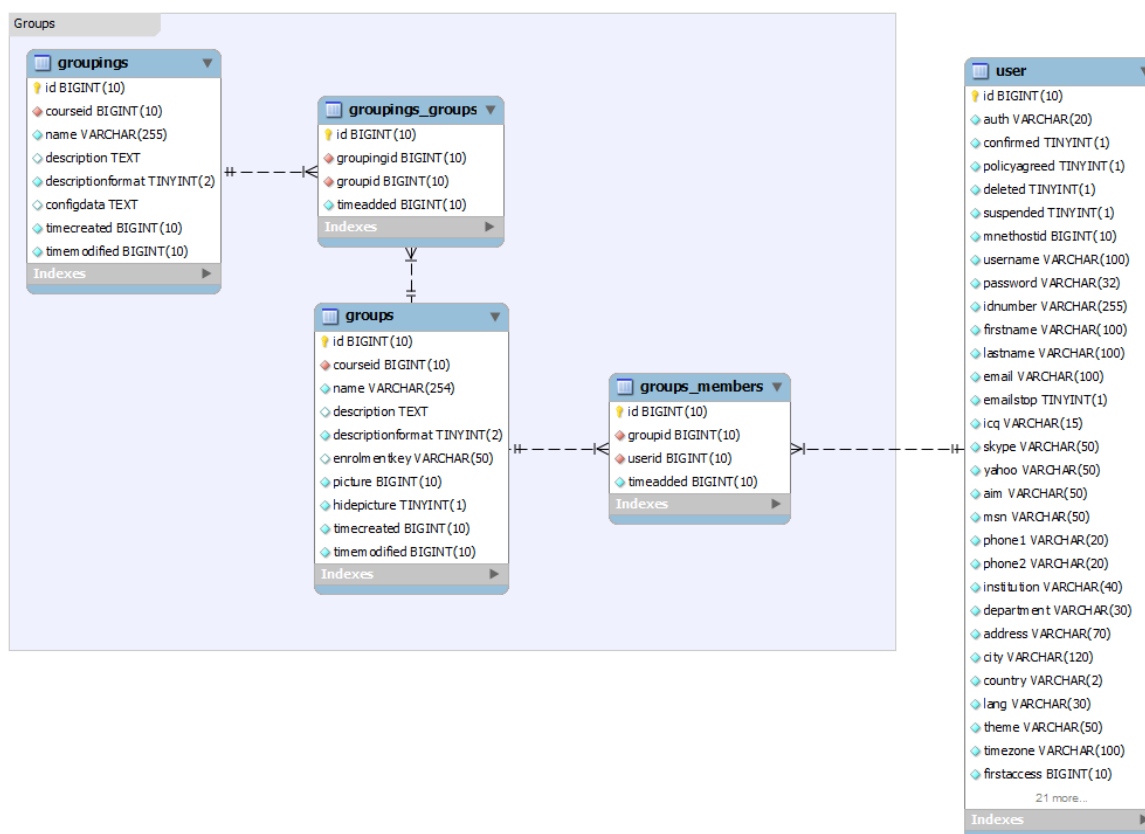 Groups
groupings
id BIGINT(10)
courseid BIGINT(10)
name VARCHAR(255)
description TEXT
descriptionformat TINYINT(2)
configdata TEXT
timecreated BIGINT(10)
timemodified BIGINT(10)
Indexes
groupings_groups
id BIGINT(10)
groupingid BIGINT(10)
groupid BIGINT(10)
timeadded BIGINT(10)
Indexes
groups
id BIGINT(10)
courseid BIGINT(10)
name VARCHAR(254)
description TEXT
descriptionformat TINYINT(2)
enrolmentkey VARCHAR(50)
picture BIGINT(10)
hidepicture TINYINT(1)
timecreated BIGINT(10)
timemodified BIGINT(10)
Indexes
groups_members
id BIGINT(10)
groupid BIGINT(10)
userid BIGINT(10)
timeadded BIGINT(10)
Indexes
user
id BIGINT(10)
auth VARCHAR(20)
confirmed TINYINT(1)
policyagreed TINYINT(1)
deleted TINYINT(1)
suspended TINYINT(1)
mnethostid BIGINT(10)
username VARCHAR(100)
password VARCHAR(32)
idnumber VARCHAR(255)
firstname VARCHAR(100)
lastname VARCHAR(100)
email VARCHAR(100)
emailstop TINYINT(1)
icq VARCHAR(15)
skype VARCHAR(50)
yahoo VARCHAR(50)
aim VARCHAR(50)
msn VARCHAR(50)
phone1 VARCHAR(20)
phone2 VARCHAR(20)
institution VARCHAR(40)
department VARCHAR(30)
address VARCHAR(70)
city VARCHAR(120)
country VARCHAR(2)
lang VARCHAR(30)
theme VARCHAR(50)
timezone VARCHAR(100)
firstaccess BIGINT(10)
21 more...
Indexes